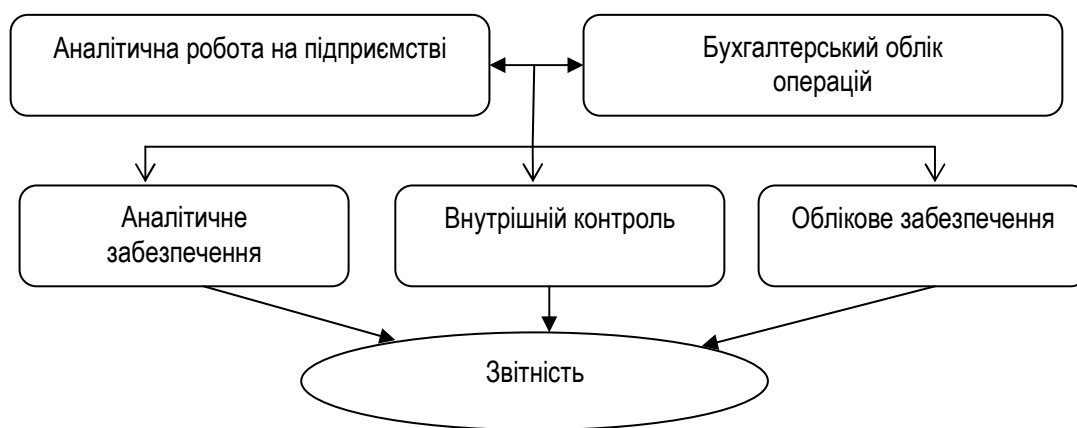 Аналітична робота на підприємстві
Бухгалтерський облік
операцій
Аналітичне
забезпечення
Внутрішній контроль
Облікове забезпечення
Звітність